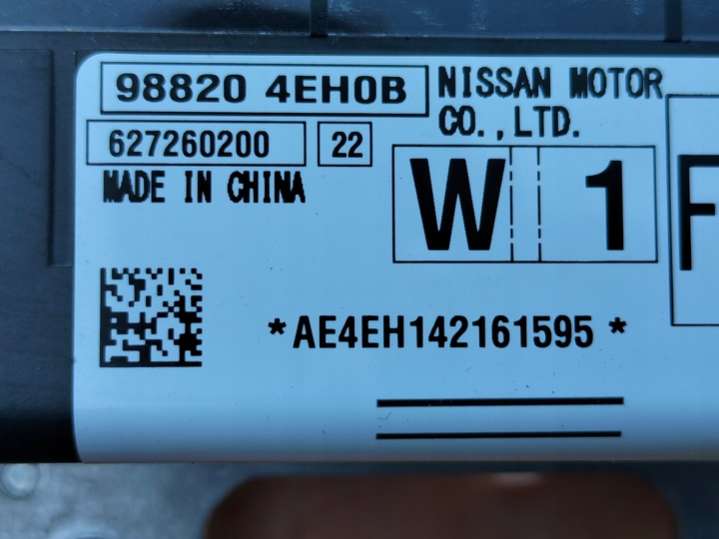 98820 4EH0B
NISSAN MOTOR
CO.,LTD.
627260200 22
MADE IN CHINA
W 1
F
*AE4EH142161595*